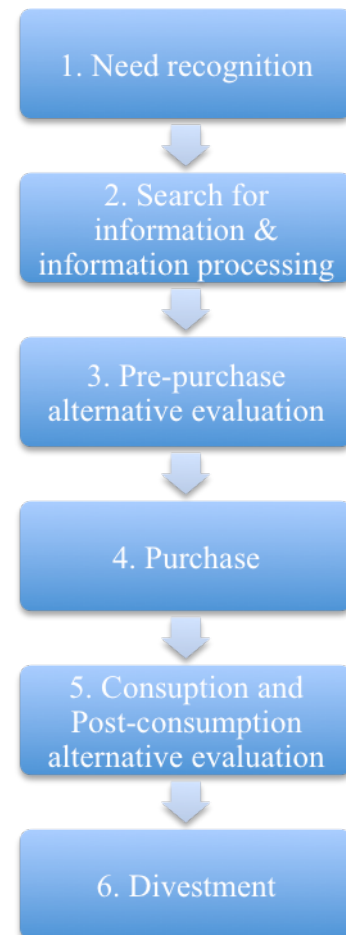 1. Need recognition
2. Search for
information &
information processing
3. Pre-purchase
alternative evaluation
4. Purchase
5. Consuption and
Post-consumption
alternative evaluation
6. Divestment